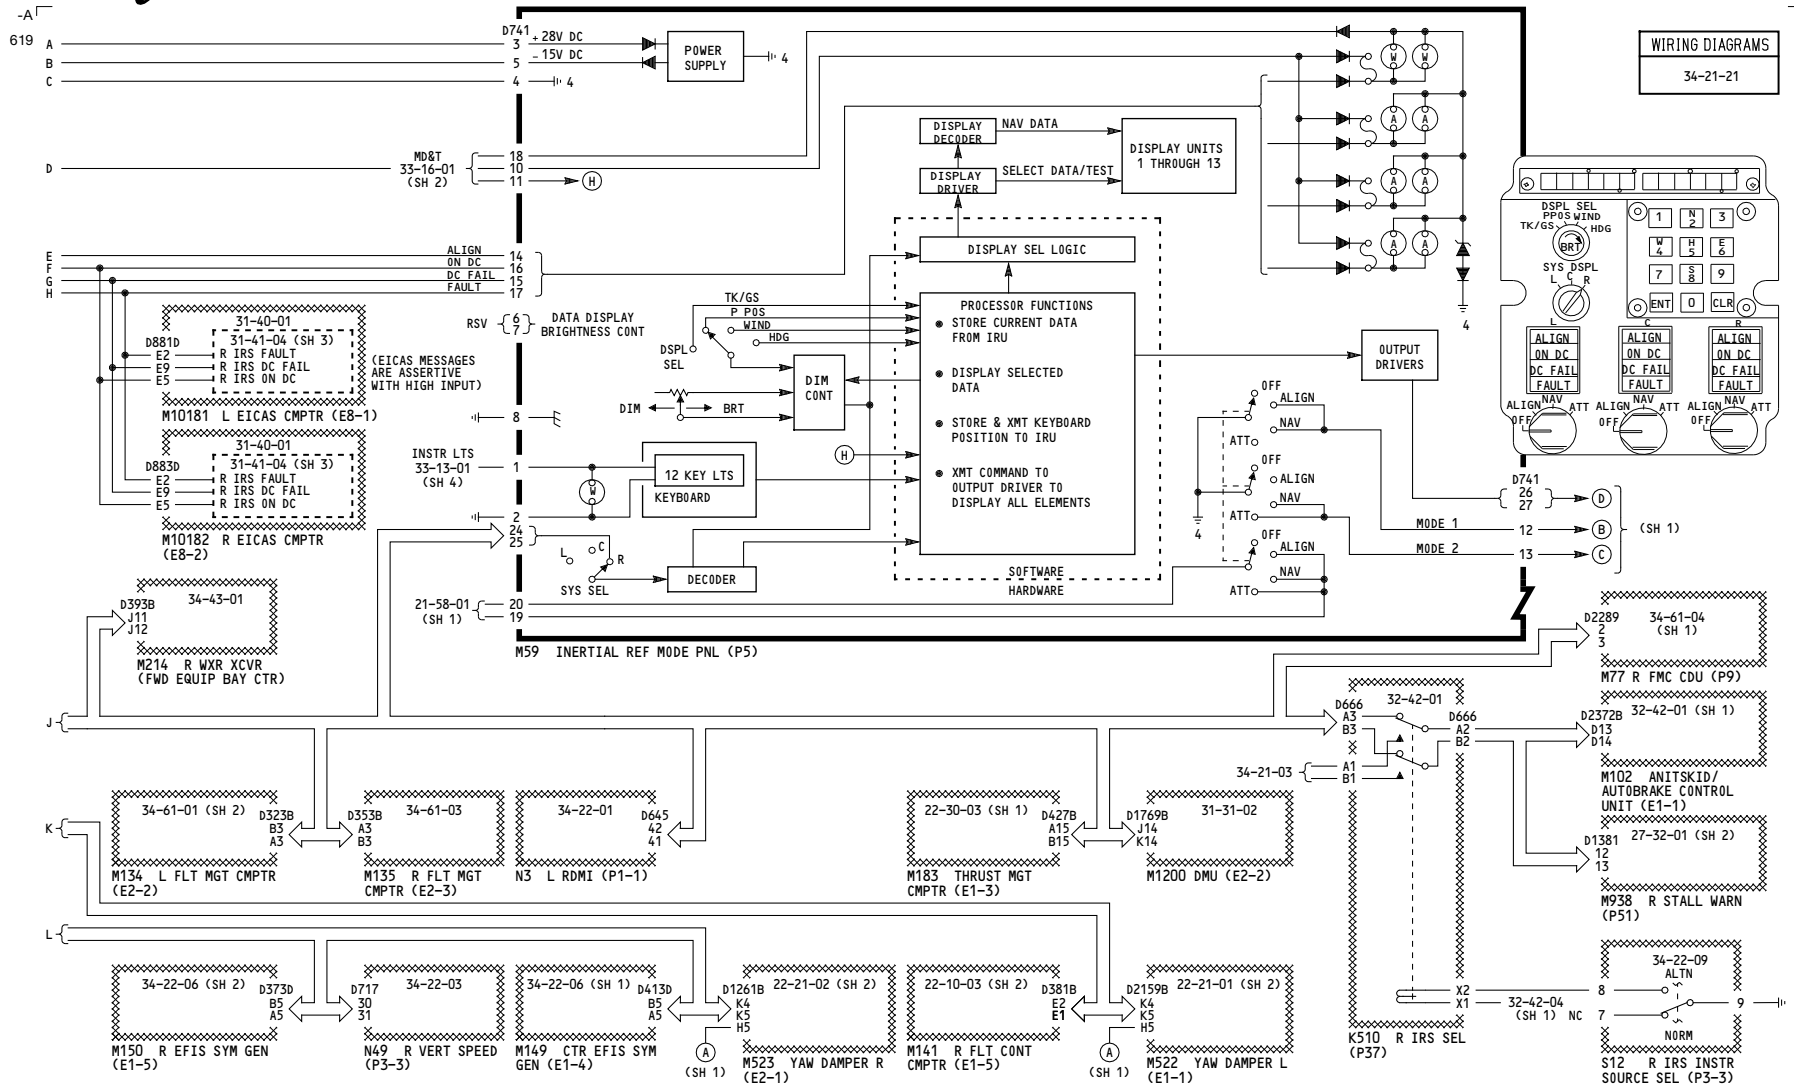 -A
619
A
B
C
D741
3
+ 28V DC
5
- 15V DC
4
4
POWER
SUPPLY
4
WIRING DIAGRAMS
34-21-21
D
MD&T
33-16-01
(SH 2)
18
10
11
H
DISPLAY
DECODER
NAV DATA
DISPLAY
DRIVER
SELECT DATA/TEST
DISPLAY UNITS
1 THROUGH 13
W W
A A
A A
A A
4
E
F
G
H
ALIGN
ON DC
DC FAIL
FAULT
14
16
15
17
RSV
6
7
DATA DISPLAY
BRIGHTNESS CONT
31-40-01
31-41-04 (SH 3)
D881D
E2 R IRS FAULT
E9 R IRS DC FAIL
E5 R IRS ON DC
(EICAS MESSAGES
ARE ASSERTIVE
WITH HIGH INPUT)
M10181 L EICAS CMPTR (E8-1)
31-40-01
31-41-04 (SH 3)
D883D
E2 R IRS FAULT
E9 R IRS DC FAIL
E5 R IRS ON DC
M10182 R EICAS CMPTR
(E8-2)
8
INSTR LTS
33-13-01
(SH 4)
1
2
24
25
W
12 KEY LTS
KEYBOARD
TK/GS
P POS
WIND
HDG
DSPL
SEL
DIM
BRT
DIM
CONT
H
L
C
R
SYS SEL
DECODER
DISPLAY SEL LOGIC
PROCESSOR FUNCTIONS
STORE CURRENT DATA
FROM IRU
DISPLAY SELECTED
DATA
STORE & XMT KEYBOARD
POSITION TO IRU
XMT COMMAND TO
OUTPUT DRIVER TO
DISPLAY ALL ELEMENTS
SOFTWARE
HARDWARE
OUTPUT
DRIVERS
OFF
ALIGN
NAV
ATT
OFF
ALIGN
NAV
ATT
OFF
ALIGN
NAV
ATT
4
D741
26
27
D
MODE 1
12
B
MODE 2
13
C
(SH 1)
21-58-01
(SH 1)
20
19
M59 INERTIAL REF MODE PNL (P5)
DSPL SEL
PPOS WIND
TK/GS HDG
BRT
SYS DSPL
L C R
1 N 2 3
W 4 H 5 E 6
7 S 8 9
ENT 0 CLR
L C R
ALIGN ALIGN ALIGN
ON DC ON DC ON DC
DC FAIL DC FAIL DC FAIL
FAULT FAULT FAULT
ALIGN NAV ATT ALIGN NAV ATT ALIGN NAV ATT
OFF OFF OFF
34-43-01
D393B
J11
J12
M214 R WXR XCVR
(FWD EQUIP BAY CTR)
J
K
L
34-61-01 (SH 2)
D323B
B3
A3
M134 L FLT MGT CMPTR
(E2-2)
34-61-03
D353B
A3
B3
M135 R FLT MGT
CMPTR (E2-3)
34-22-01
D645
42
41
N3 L RDMI (P1-1)
22-30-03 (SH 1)
D427B
A15
B15
M183 THRUST MGT
CMPTR (E1-3)
31-31-02
D1769B
J14
K14
M1200 DMU (E2-2)
34-21-03
D666
A3
B3
A1
B1
32-42-01
D666
A2
B2
X2
X1
K510 R IRS SEL
(P37)
D2289
2
3
34-61-04
(SH 1)
M77 R FMC CDU (P9)
D2372B
D13
D14
32-42-01 (SH 1)
M102 ANITSKID/
AUTOBRAKE CONTROL
UNIT (E1-1)
D1381
12
13
27-32-01 (SH 2)
M938 R STALL WARN
(P51)
32-42-04
(SH 1) NC
8
7
34-22-09
ALTN
NORM
9
S12 R IRS INSTR
SOURCE SEL (P3-3)
34-22-06 (SH 2)
D373D
B5
A5
M150 R EFIS SYM GEN
(E1-5)
34-22-03
D717
30
31
N49 R VERT SPEED
(P3-3)
34-22-06 (SH 1)
D413D
B5
A5
M149 CTR EFIS SYM
GEN (E1-4)
22-21-02 (SH 2)
D1261B
K4
K5
H5
A
(SH 1)
M523 YAW DAMPER R
(E2-1)
22-10-03 (SH 2)
D381B
E2
E1
M141 R FLT CONT
CMPTR (E1-5)
22-21-01 (SH 2)
D2159B
K4
K5
H5
A
(SH 1)
M522 YAW DAMPER L
(E1-1)